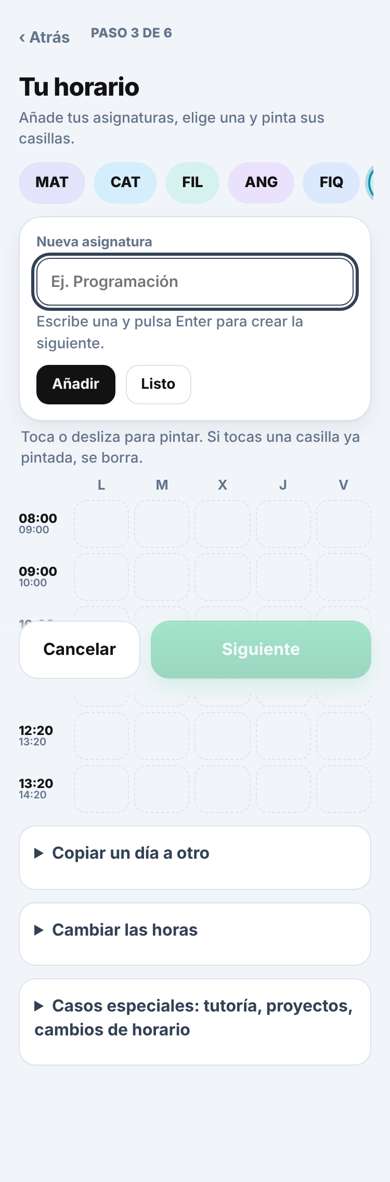 ‹ Atrás
PASO 3 DE 6
Tu horario
Añade tus asignaturas, elige una y pinta sus
casillas.
MAT CAT FIL ANG FIQ
Nueva asignatura
Ej. Programación
Escribe una y pulsa Enter para crear la
siguiente.
Añadir Listo
Toca o desliza para pintar. Si tocas una casilla ya
pintada, se borra.
L M X J V
08:00
09:00
09:00
10:00
Cancelar Siguiente
12:20
13:20
13:20
14:20
▶ Copiar un día a otro
▶ Cambiar las horas
▶ Casos especiales: tutoría, proyectos,
cambios de horario